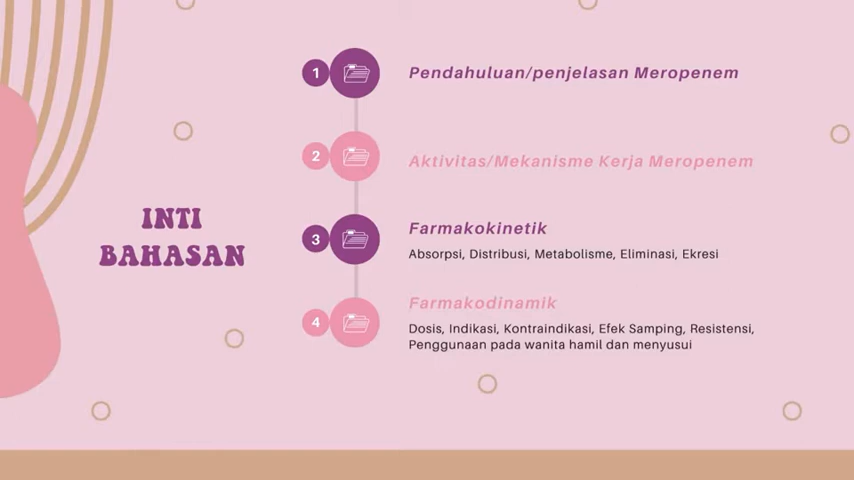 INTI
BAHASAN
1
Pendahuluan/penjelasan Meropenem
2
Aktivitas/Mekanisme Kerja Meropenem
3
Farmakokinetik
Absorpsi, Distribusi, Metabolisme, Eliminasi, Ekresi
4
Farmakodinamik
Dosis, Indikasi, Kontraindikasi, Efek Samping, Resistensi,
Penggunaan pada wanita hamil dan menyusui